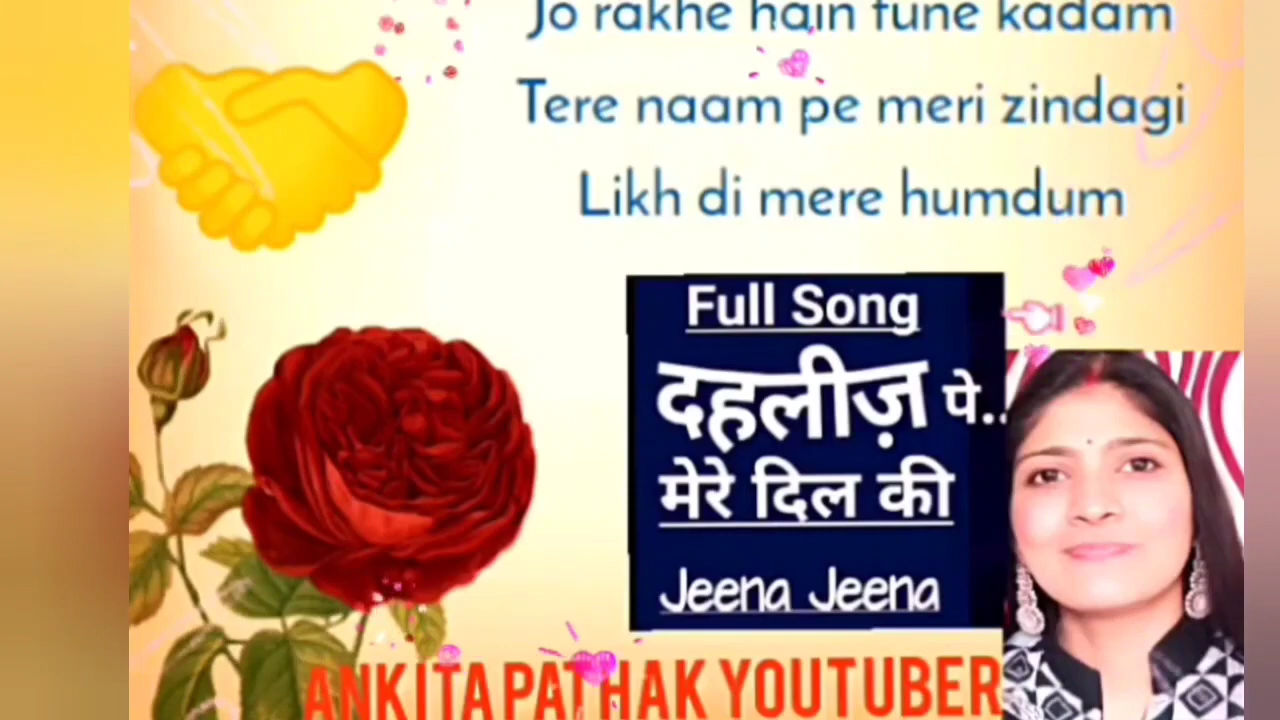 Jo rakhe hain tune kadam
Tere naam pe meri zindagi
Likh di mere humdum
Full Song
दहलीज़ पे..
मेरे दिल की
Jeena Jeena
ANKITA PATHAK YOUTUBER